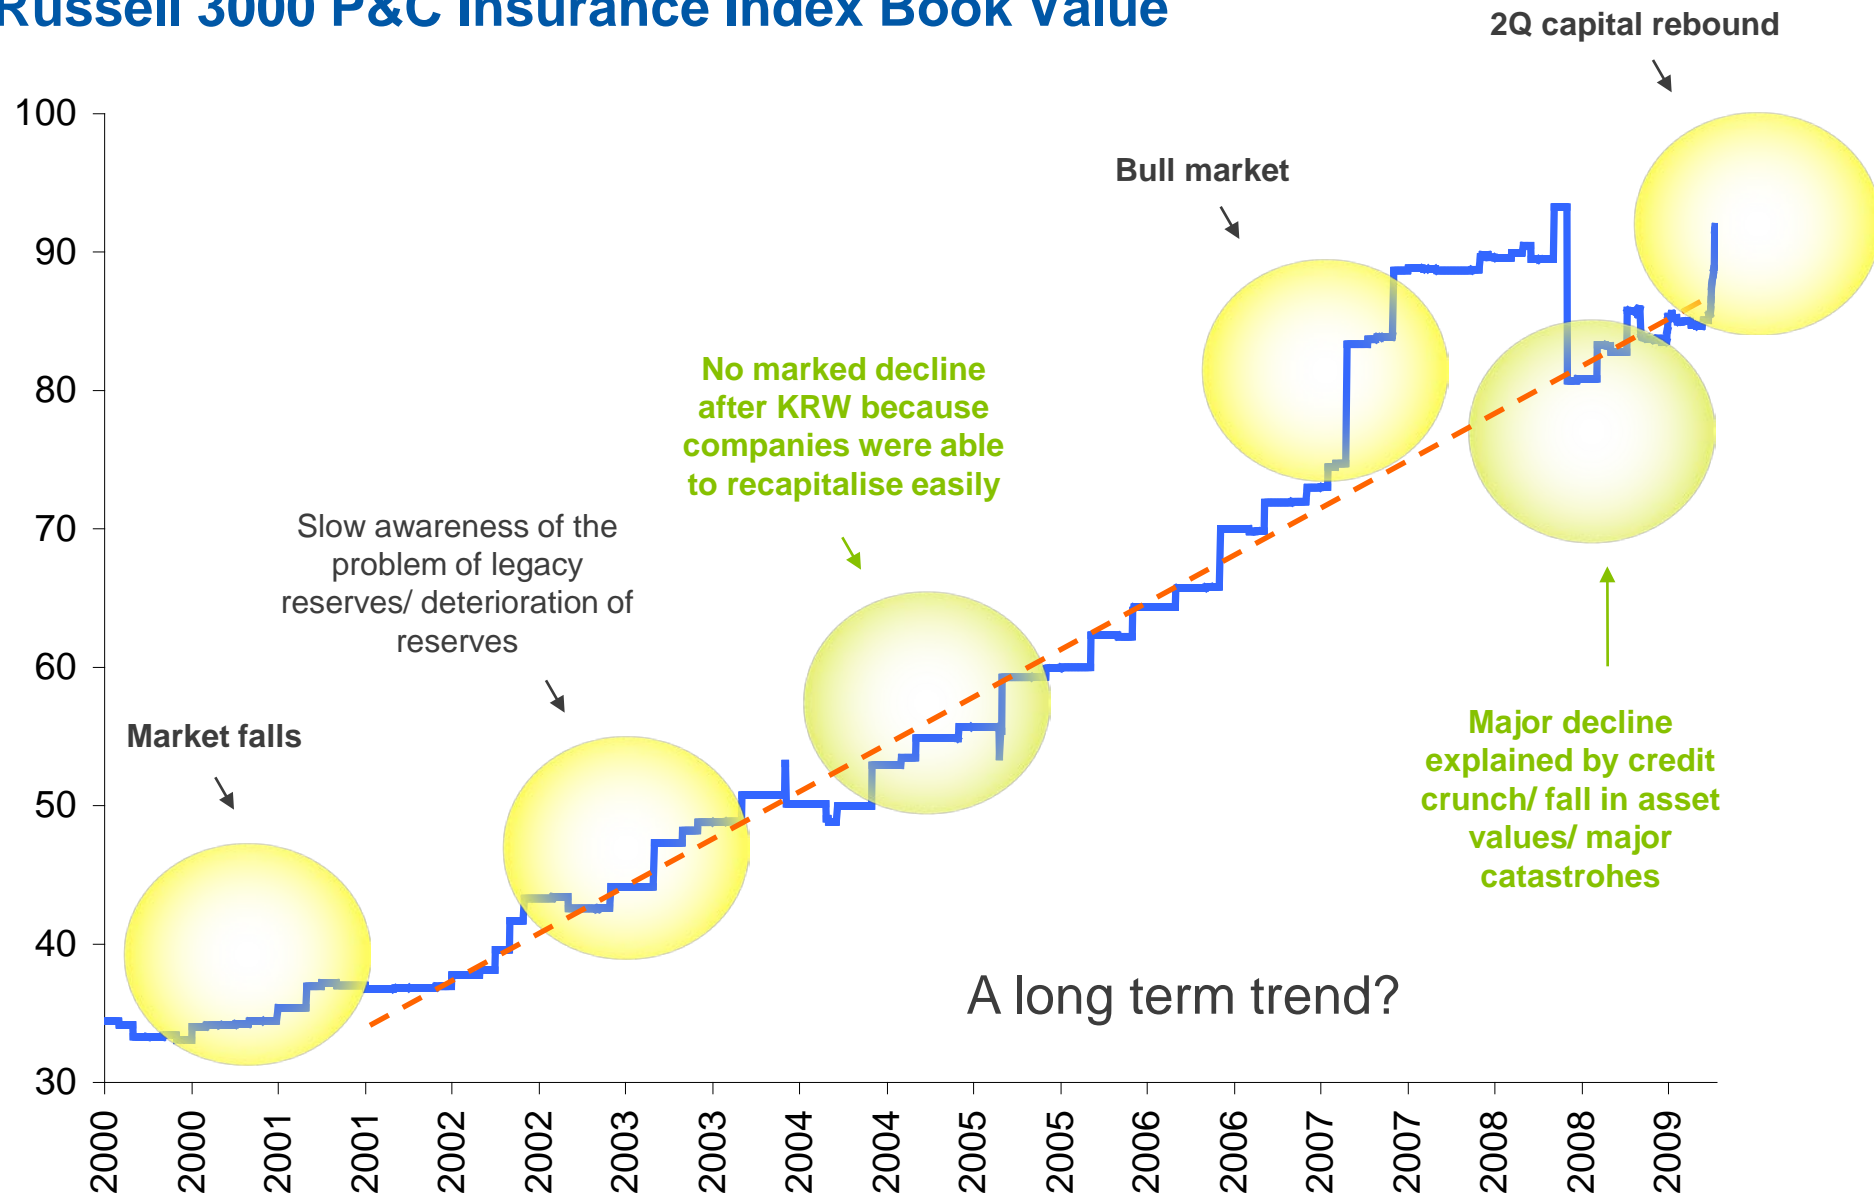 Russell 3000 P&C Insurance Index Book Value
2Q capital rebound
Bull market
No marked decline
after KRW because
companies were able
to recapitalise easily
Slow awareness of the
problem of legacy
reserves/ deterioration of
reserves
Market falls
Major decline
explained by credit
crunch/ fall in asset
values/ major
catastrohes
A long term trend?
100
90
80
70
60
50
40
30
2000
2000
2001
2001
2002
2002
2003
2003
2004
2004
2005
2005
2006
2006
2007
2007
2008
2008
2009